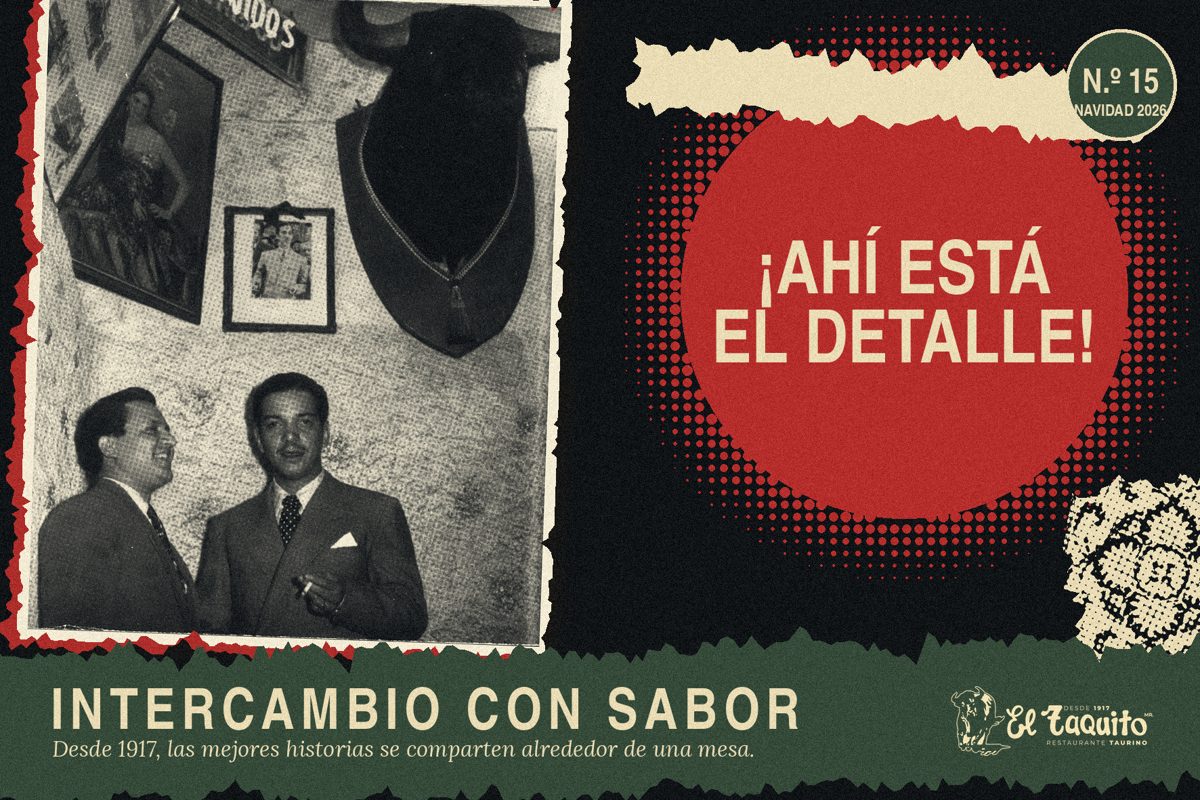 N.º 15
NAVIDAD 2026
¡AHÍ ESTÁ
EL DETALLE!
INTERCAMBIO CON SABOR
Desde 1917, las mejores historias se comparten alrededor de una mesa.
DESDE 1917
El Taquito MR
RESTAURANTE TAURINO